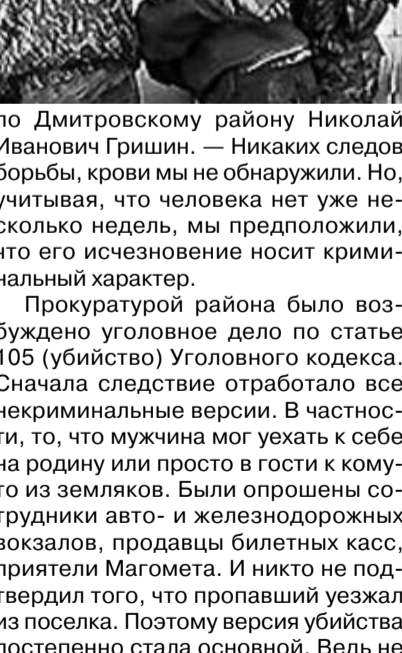 по Дмитровскому району Николай
Иванович Гришин. — Никаких следов
борьбы, крови мы не обнаружили. Но,
учитывая, что человека нет уже не-
сколько недель, мы предположили,
что его исчезновение носит крими-
нальный характер.
Прокуратурой района было воз-
буждено уголовное дело по статье
105 (убийство) Уголовного кодекса.
Сначала следствие отработало все
некриминальные версии. В частнос-
ти, то, что мужчина мог уехать к себе
на родину или просто в гости к кому-
то из земляков. Были опрошены со-
трудники авто- и железнодорожных
вокзалов, продавцы билетных касс,
приятели Магомета. И никто не под-
твердил того, что пропавший уезжал
из поселка. Поэтому версия убийства
постепенно стала основной. Ведь не